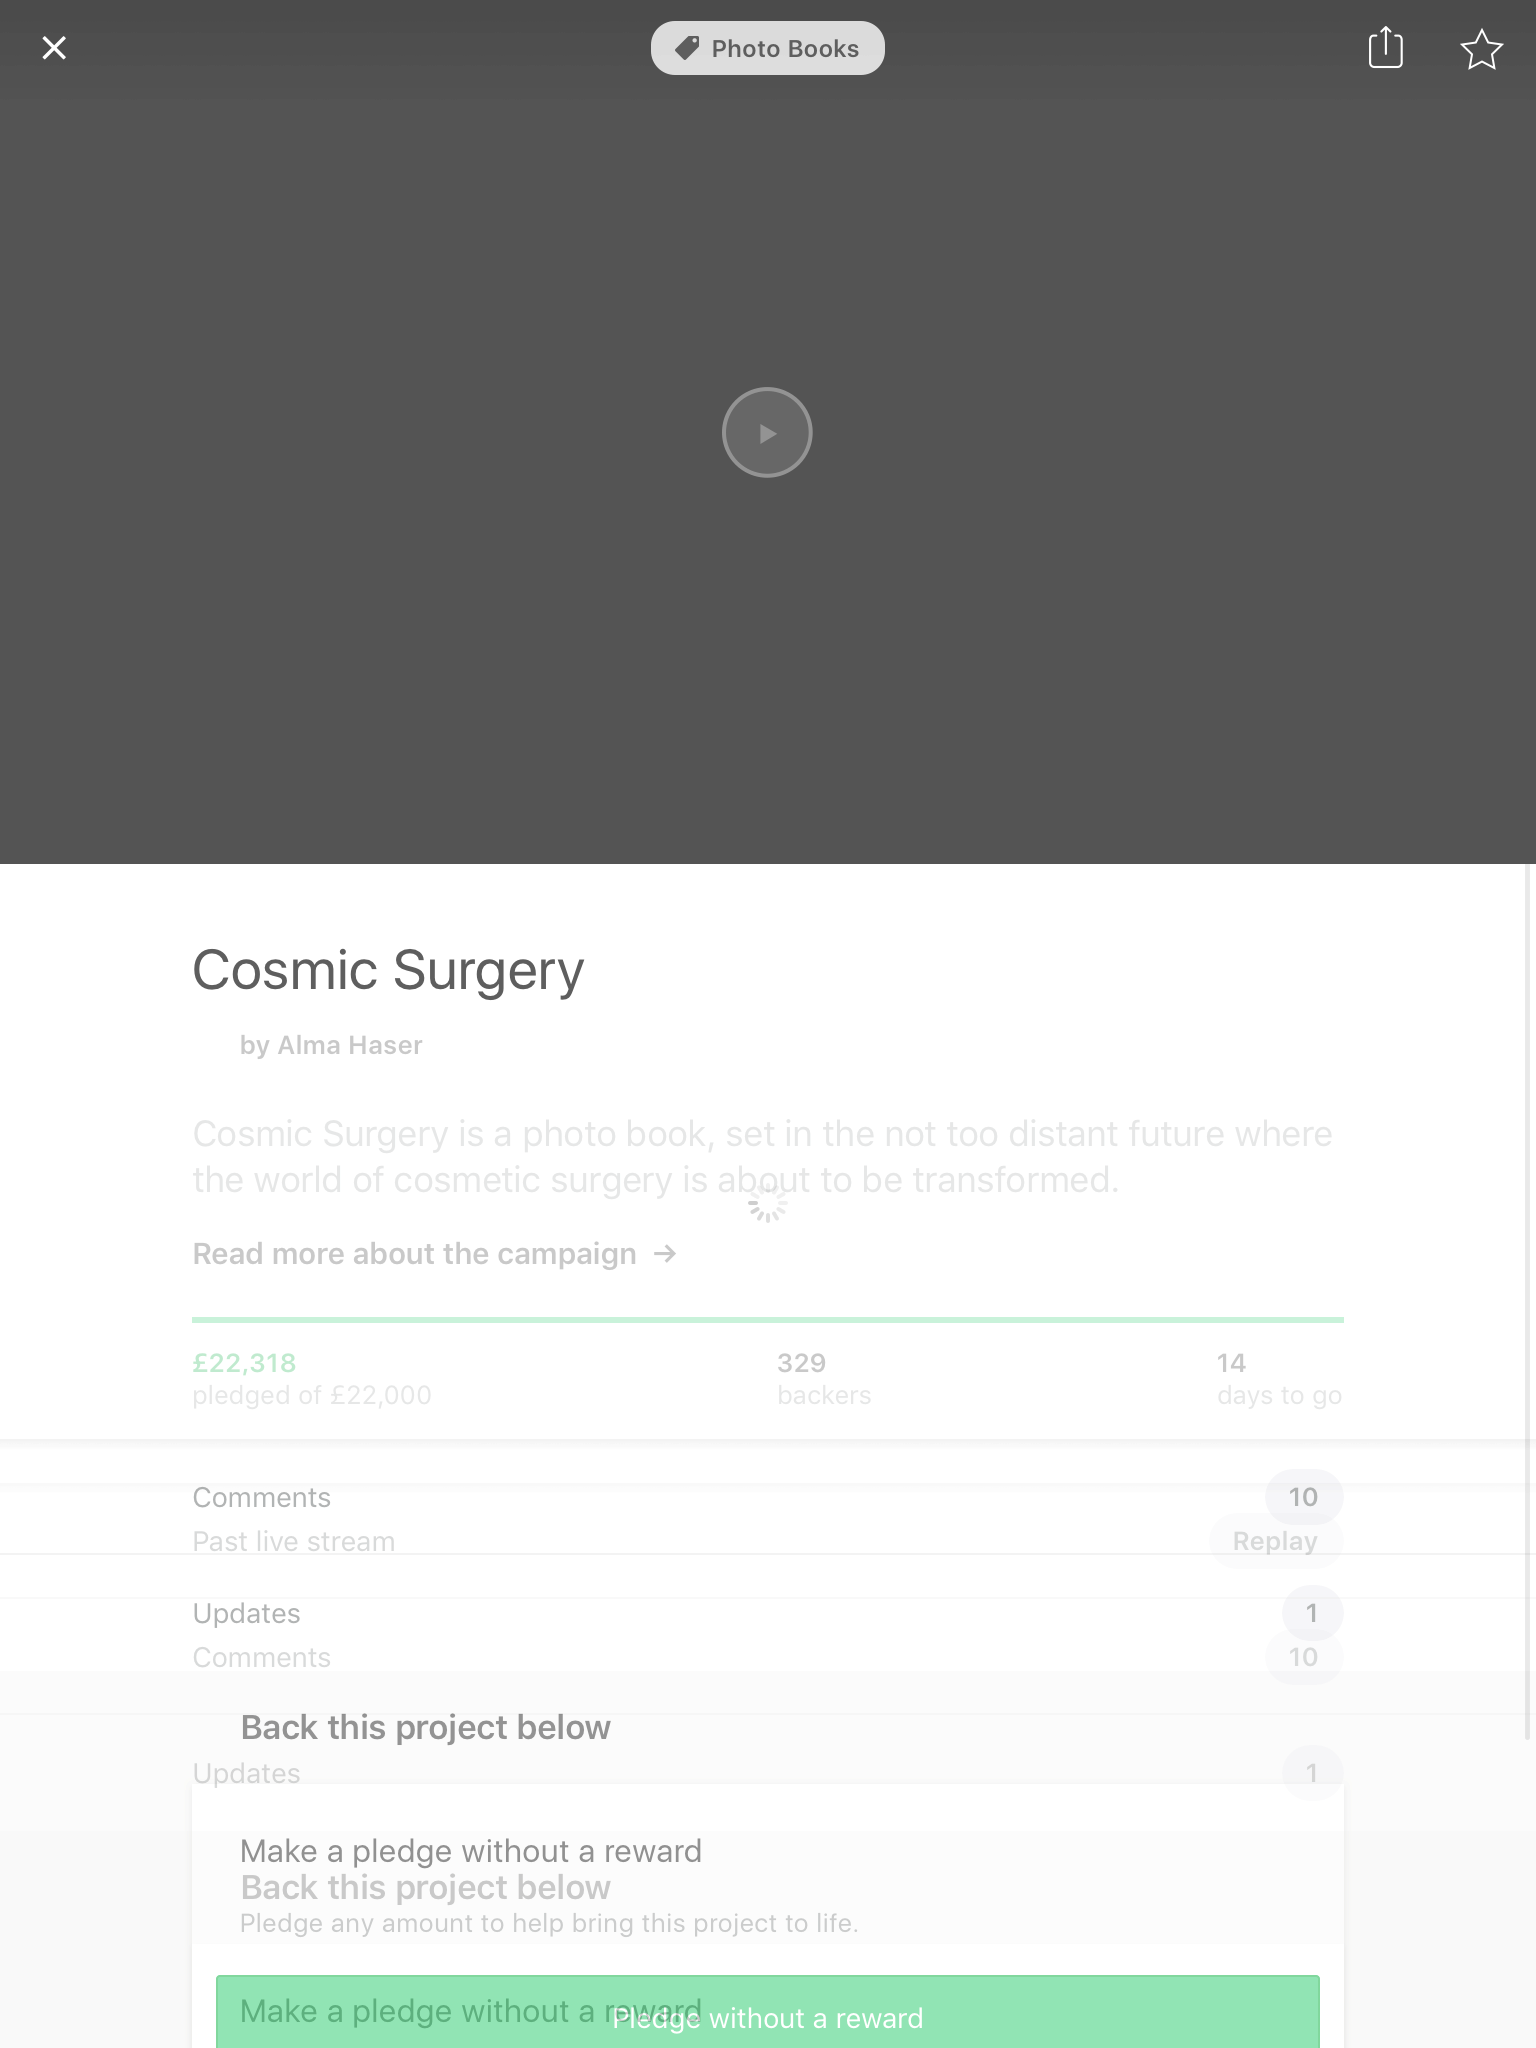 Photo Books
Cosmic Surgery
by Alma Haser
Cosmic Surgery is a photo book, set in the not too distant future where
the world of cosmetic surgery is about to be transformed.
Read more about the campaign →
£22,318
pledged of £22,000
329
backers
14
days to go
Comments
10
Past live stream
Replay
Updates
1
Comments
10
Back this project below
Updates
1
Make a pledge without a reward
Back this project below
Pledge any amount to help bring this project to life.
Make a pledge without a reward
Pledge without a reward